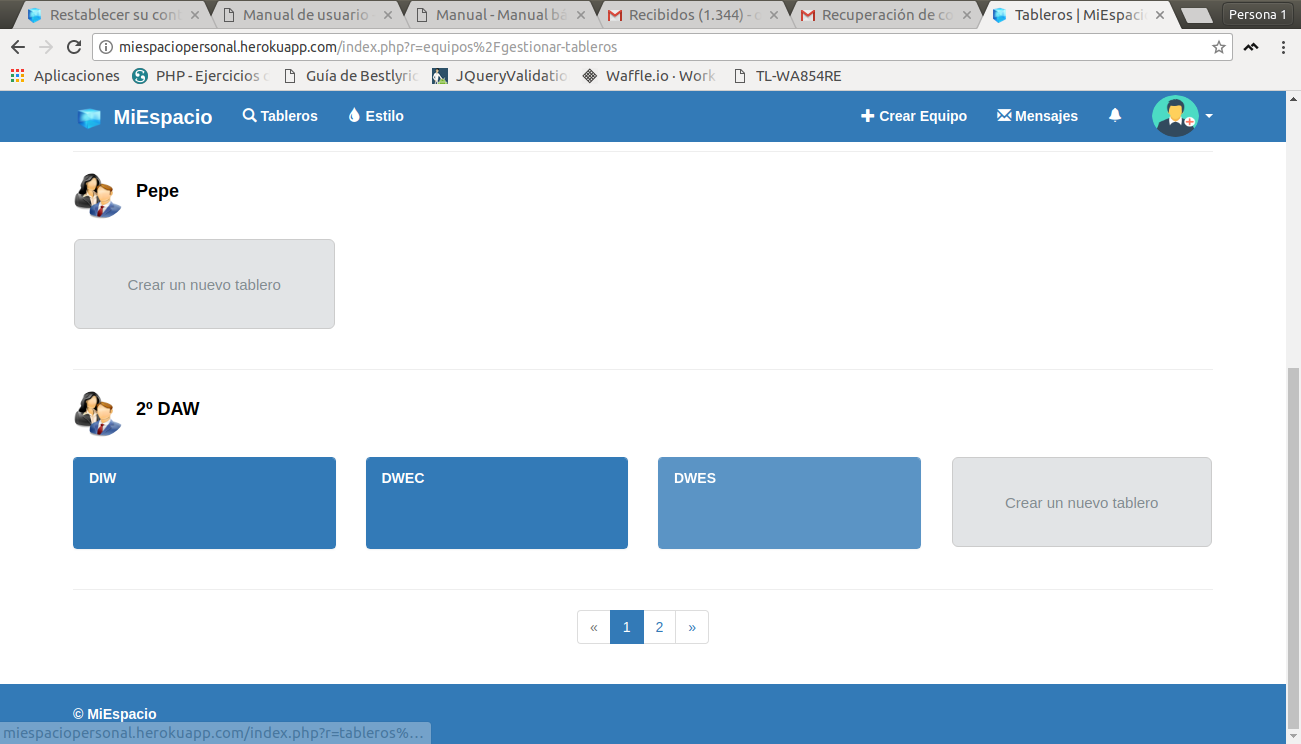 Restablecer su con
Manual de usuario
Manual - Manual bá
Recibidos (1.344) -
Recuperación de co
Tableros | MiEspaci
Persona 1
miespaciopersonal.herokuapp.com/index.php?r=equipos%2Fgestionar-tableros
Aplicaciones
PHP - Ejercicios
Guía de Bestlyric
JQueryValidatio
Waffle.io · Work
TL-WA854RE
MiEspacio
Tableros
Estilo
Crear Equipo
Mensajes
Pepe
Crear un nuevo tablero
2º DAW
DIW
DWEC
DWES
Crear un nuevo tablero
« 1 2 »
© MiEspacio
miespaciopersonal.herokuapp.com/index.php?r=tableros%...